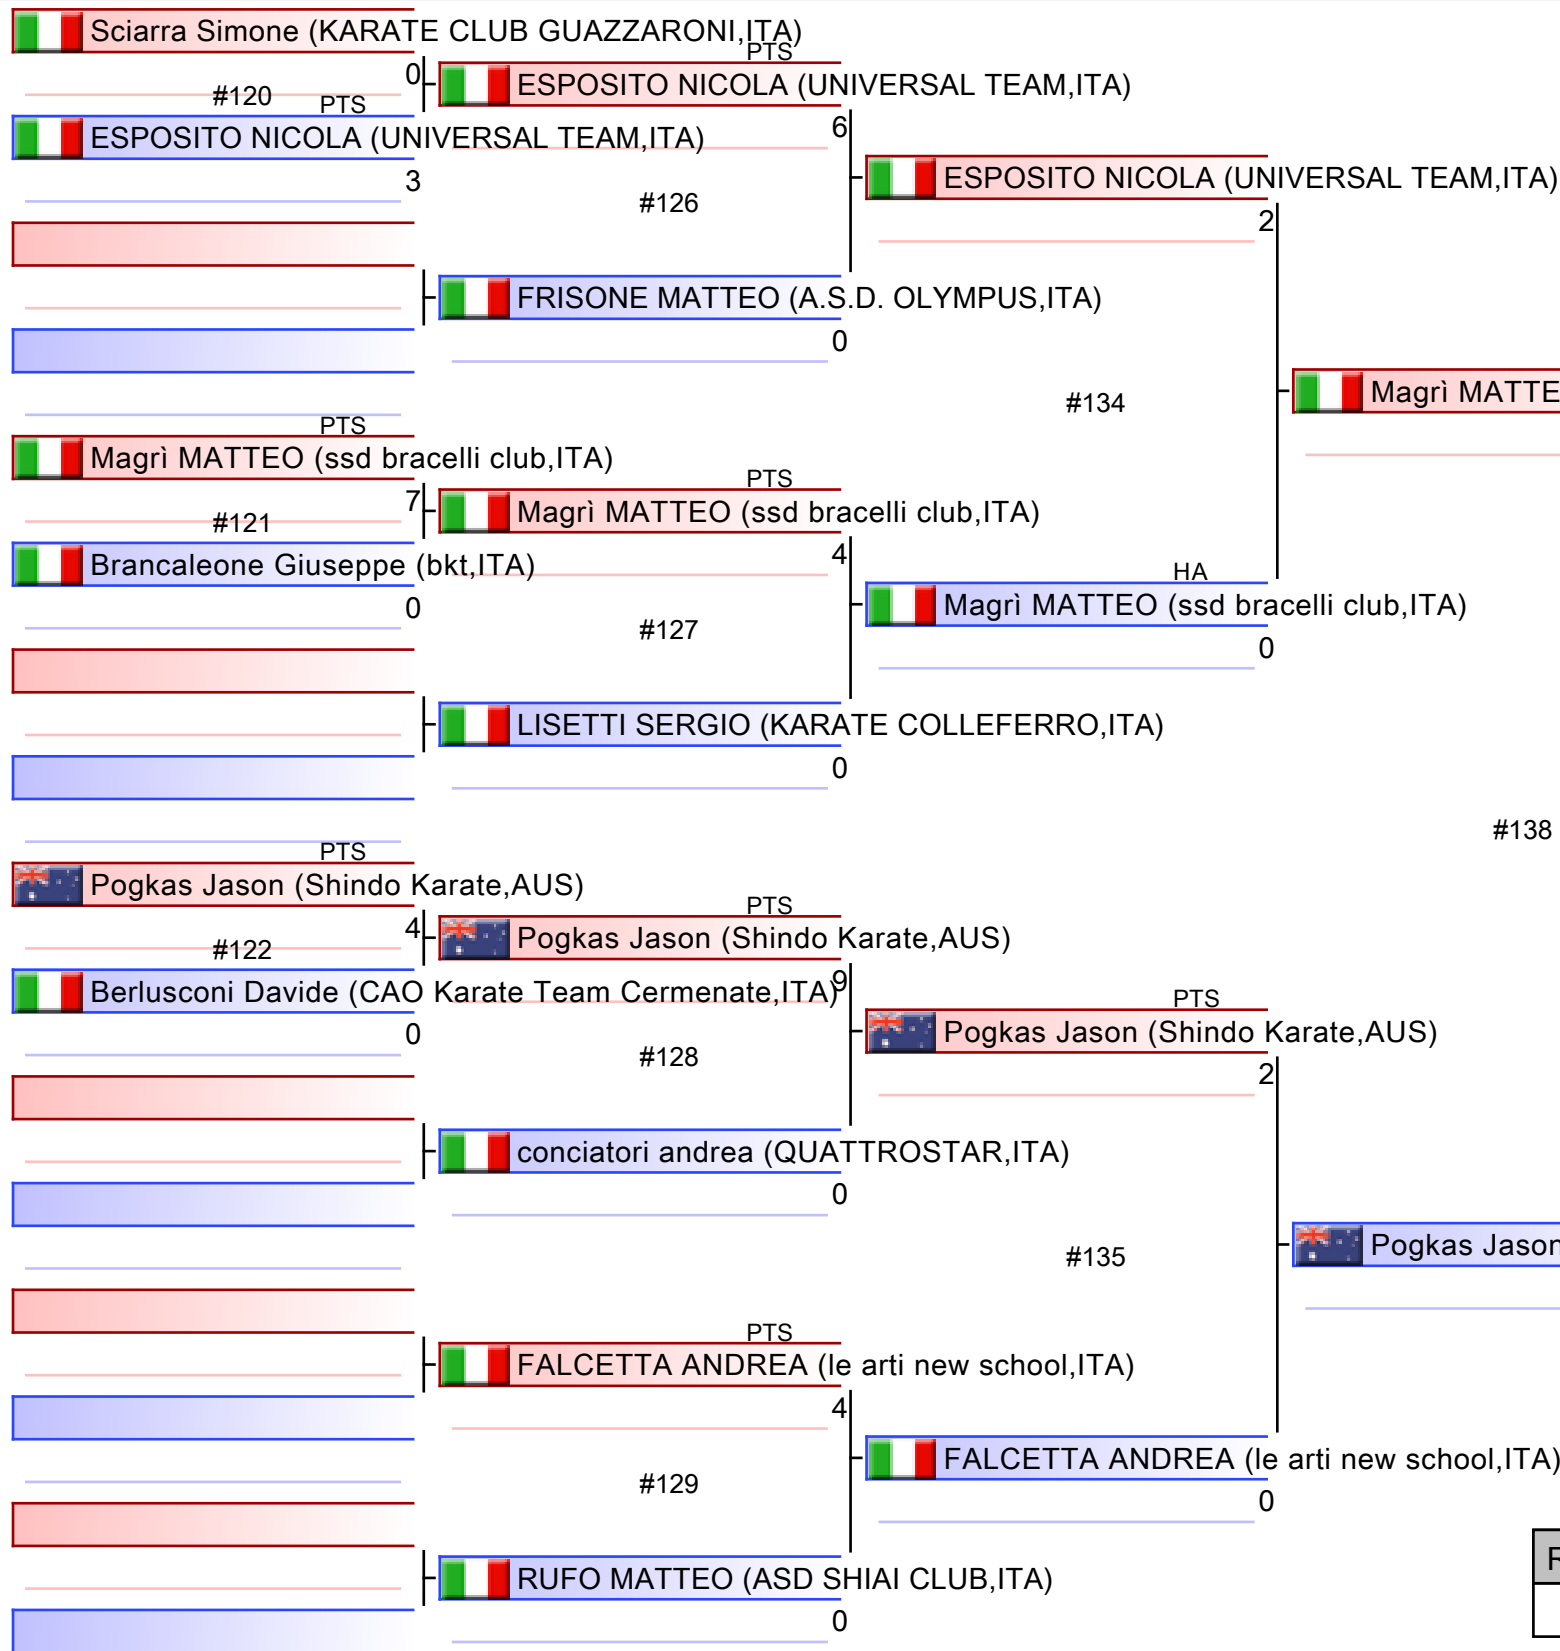 Sciarra Simone (KARATE CLUB GUAZZARONI,ITA)
0
#120
PTS
ESPOSITO NICOLA (UNIVERSAL TEAM,ITA)
3
PTS
Magrì MATTEO (ssd bracelli club,ITA)
7
#121
Brancaleone Giuseppe (bkt,ITA)
0
PTS
Pogkas Jason (Shindo Karate,AUS)
4
#122
Berlusconi Davide (CAO Karate Team Cermenate,ITA)
0
PTS
ESPOSITO NICOLA (UNIVERSAL TEAM,ITA)
6
#126
FRISONE MATTEO (A.S.D. OLYMPUS,ITA)
0
PTS
Magrì MATTEO (ssd bracelli club,ITA)
4
#127
LISETTI SERGIO (KARATE COLLEFERRO,ITA)
0
PTS
Pogkas Jason (Shindo Karate,AUS)
9
#128
conciatori andrea (QUATTROSTAR,ITA)
0
PTS
FALCETTA ANDREA (le arti new school,ITA)
4
#129
RUFO MATTEO (ASD SHIAI CLUB,ITA)
0
ESPOSITO NICOLA (UNIVERSAL TEAM,ITA)
2
#134
HA
Magrì MATTEO (ssd bracelli club,ITA)
0
PTS
Pogkas Jason (Shindo Karate,AUS)
2
#135
FALCETTA ANDREA (le arti new school,ITA)
0
Magrì MATTE
#138
Pogkas Jason
R